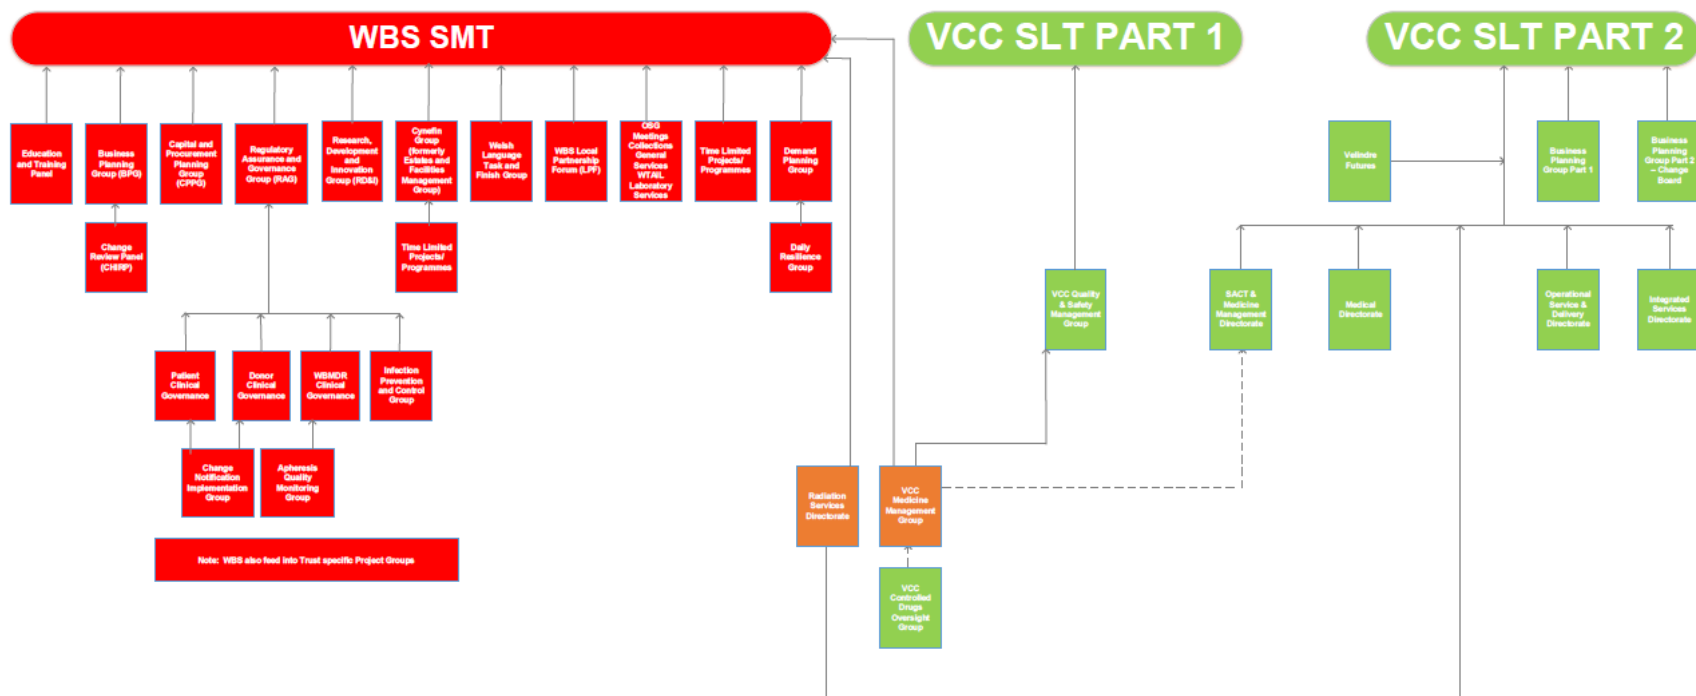 WBS SMT
VCC SLT PART 1
VCC SLT PART 2
Education
and Training
Panel
Business
Planning
Group (BPG)
Capital and
Procurement
Planning
Group
(CPPG)
Regulatory
Assurance and
Governance
Group (RAG)
Research,
Development
and
Innovation
Group (RD&I)
Cynefin
Group
(formerly
Estates and
Facilities
Management
Group)
Welsh
Language
Task and
Finish Group
WBS Local
Partnership
Forum (LPF)
OSG
Meetings
Collections
General
Services
WTAIL
Laboratory
Services
Time Limited
Projects/
Programmes
Demand
Planning
Group
Velindre
Futures
Business
Planning
Group Part 1
Business
Planning
Group Part 2
– Change
Board
Change
Review Panel
(CHIRP)
Time Limited
Projects/
Programmes
Daily
Resilience
Group
VCC Quality
& Safety
Management
Group
SACT &
Medicine
Management
Directorate
Medical
Directorate
Operational
Service &
Delivery
Directorate
Integrated
Services
Directorate
Patient
Clinical
Governance
Donor
Clinical
Governance
WBMDR
Clinical
Governance
Infection
Prevention
and Control
Group
Change
Notification
Implementation
Group
Apheresis
Quality
Monitoring
Group
Radiation
Services
Directorate
VCC
Medicine
Management
Group
Note: WBS also feed into Trust specific Project Groups
VCC
Controlled
Drugs
Oversight
Group